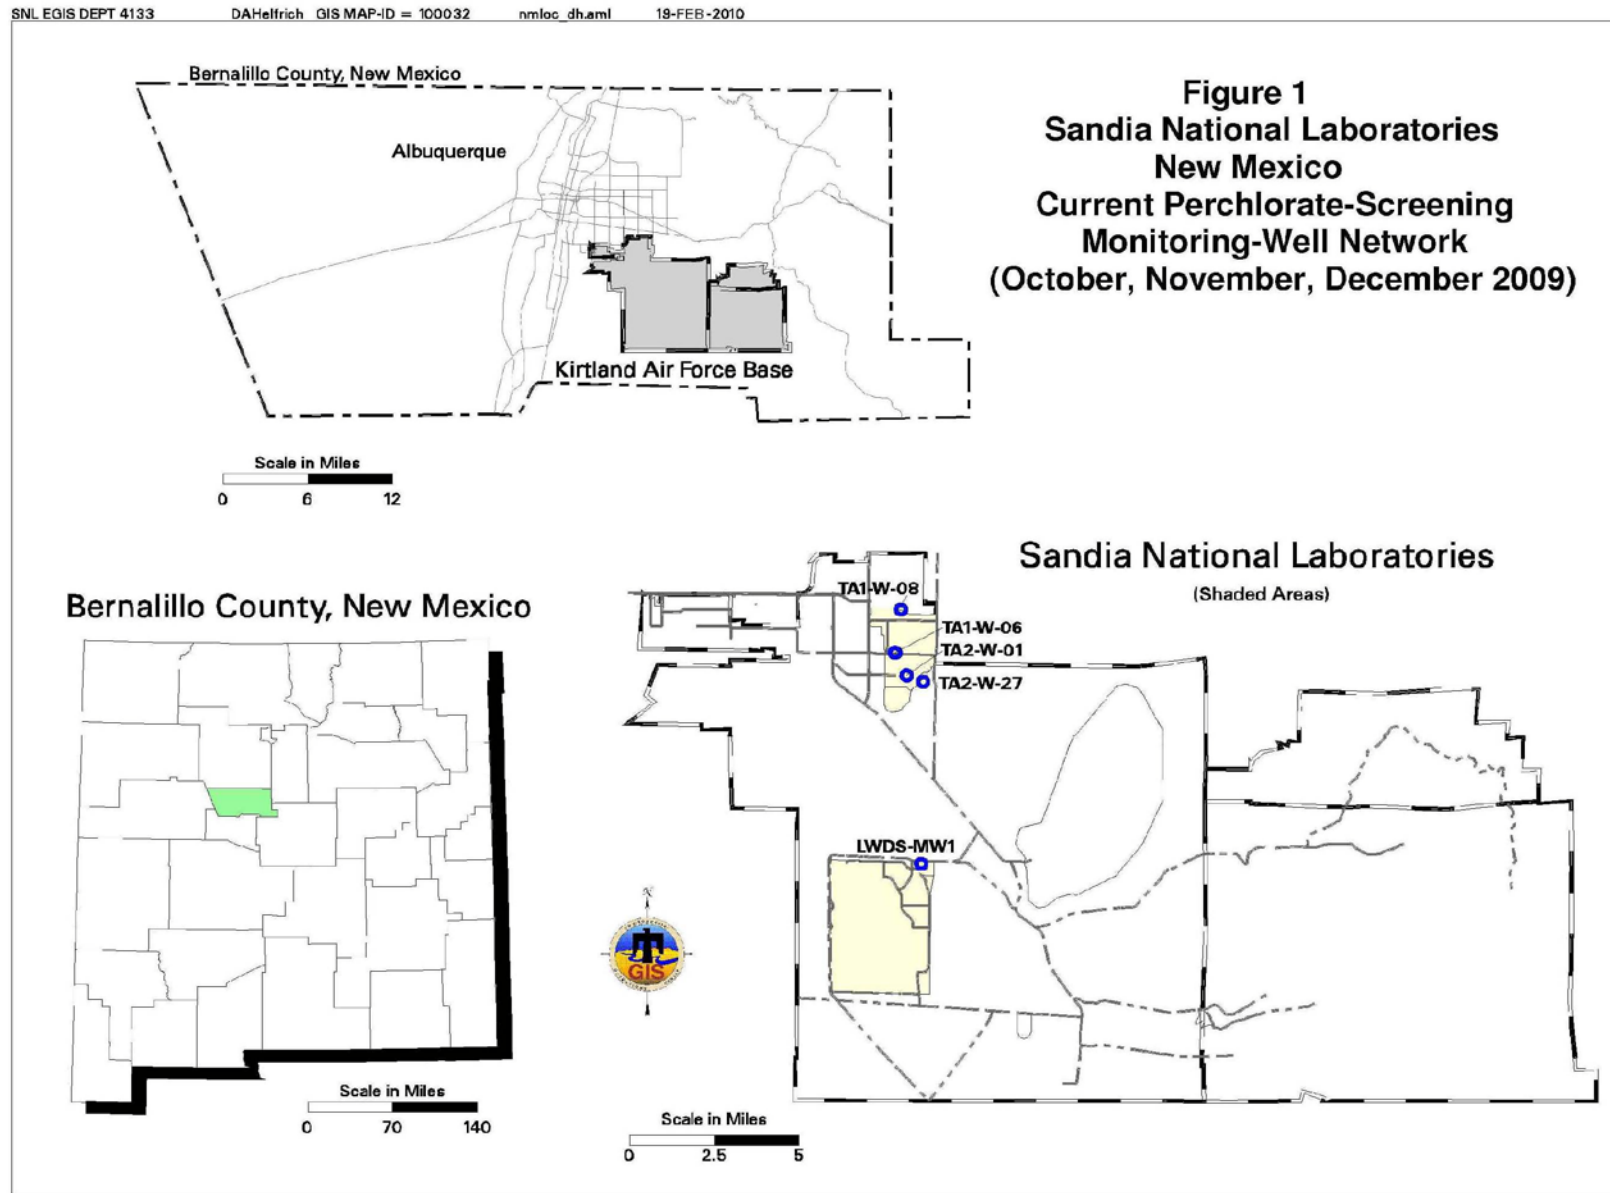 SNL EGIS DEPT 4133 DAHelfrich GIS MAP-ID = 100032 nmloc_dh.aml 19-FEB-2010
Bernalillo County, New Mexico
Albuquerque
Kirtland Air Force Base
Scale in Miles
0 6 12
Figure 1
Sandia National Laboratories
New Mexico
Current Perchlorate-Screening
Monitoring-Well Network
(October, November, December 2009)
Bernalillo County, New Mexico
Scale in Miles
0 70 140
Sandia National Laboratories
(Shaded Areas)
TA1-W-08
TA1-W-06
TA2-W-01
TA2-W-27
LWDS-MW1
N
GIS
Scale in Miles
0 2.5 5